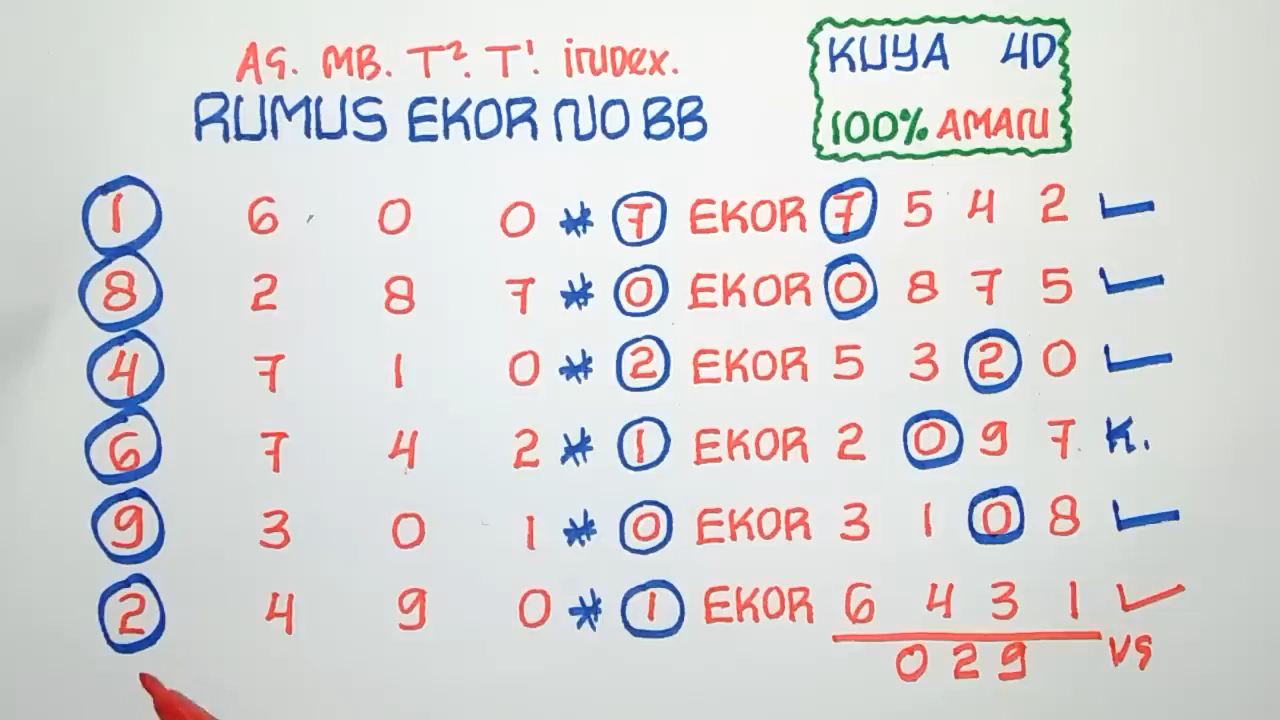 A9. MB. T². T¹. index.
RUMUS EKOR NO BB
KUYA 4D
100% AMAN
1 6 0 0 * 7 EKOR 7 5 4 2 ✓
8 2 8 7 * 0 EKOR 0 8 7 5 ✓
4 7 1 0 * 2 EKOR 5 3 2 0 ✓
6 7 4 2 * 1 EKOR 2 0 9 7 K.
9 3 0 1 * 0 EKOR 3 1 0 8 ✓
2 4 9 0 * 1 EKOR 6 4 3 1 ✓
0 2 9 VS